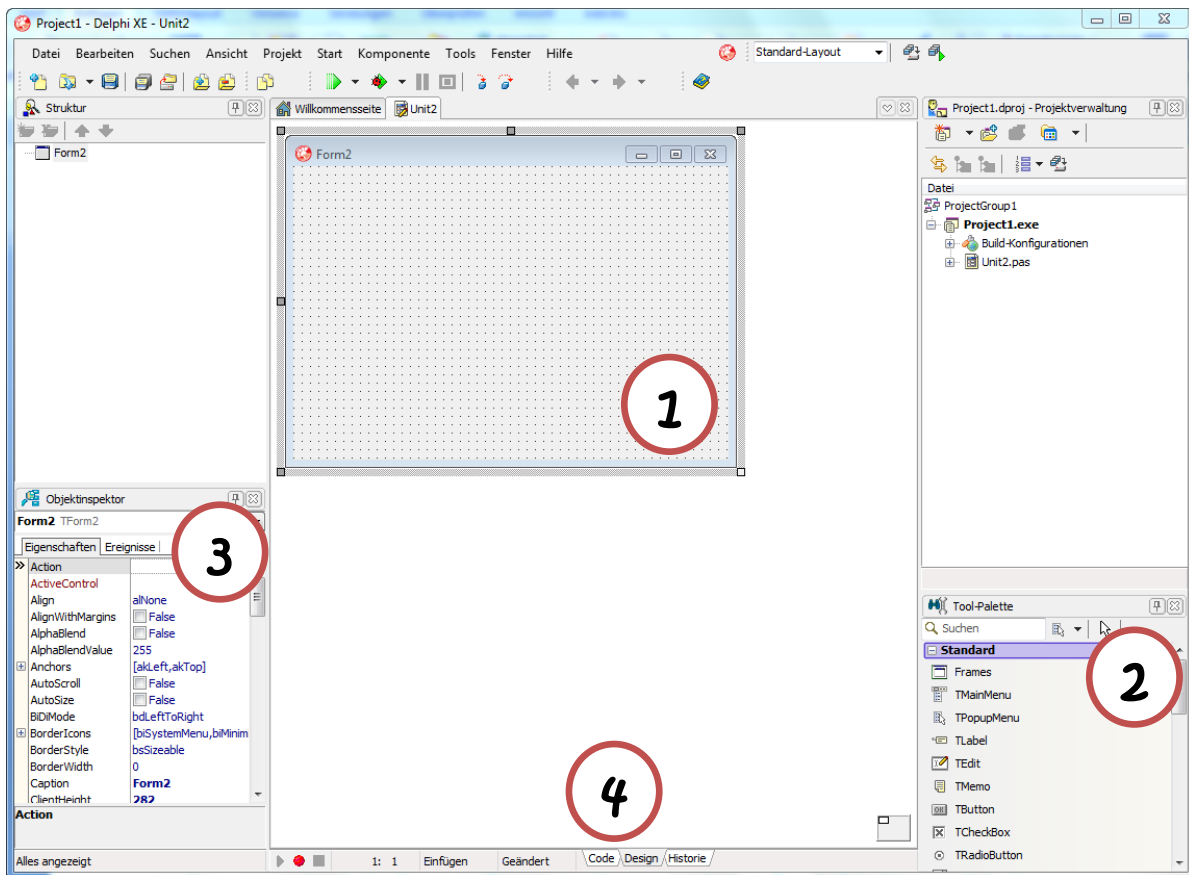 Project1 - Delphi XE - Unit2
Datei Bearbeiten Suchen Ansicht Projekt Start Komponente Tools Fenster Hilfe
Standard-Layout
Struktur
Form2
Willkommensseite Unit2
Form2
1
Project1.dproj - Projektverwaltung
Datei
ProjectGroup1
Project1.exe
Build-Konfigurationen
Unit2.pas
Objektinspektor
Form2 TForm2
Eigenschaften Ereignisse
3
Action
ActiveControl
Align alNone
AlignWithMargins False
AlphaBlend False
AlphaBlendValue 255
Anchors [akLeft,akTop]
AutoScroll False
AutoSize False
BiDiMode bdLeftToRight
BorderIcons [biSystemMenu,biMinim
BorderStyle bsSizeable
BorderWidth 0
Caption Form2
ClientHeight 282
Action
Alles angezeigt
4
1: 1 Einfügen Geändert Code Design Historie
Tool-Palette
Suchen
Standard
2
Frames
TMainMenu
TPopupMenu
TLabel
TEdit
TMemo
TButton
TCheckBox
TRadioButton